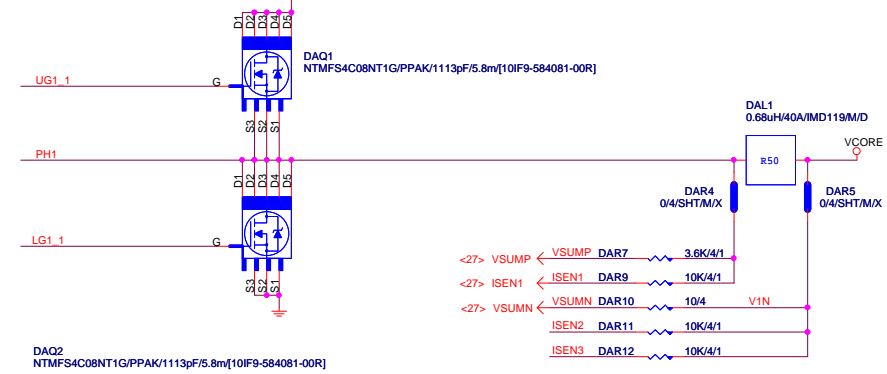 D1 D2 D3 D4 D5
DAQ1
NTMFS4C08NT1G/PPAK/1113pF/5.8m/[10IF9-584081-00R]
UG1_1
G
S3 S2 S1
DAL1
0.68uH/40A/IMD119/M/D
VCORE
PH1
R50
D1 D2 D3 D4 D5
DAR4
0/4/SHT/M/X
DAR5
0/4/SHT/M/X
LG1_1
G
S3 S2 S1
<27> VSUMP VSUMP DAR7 3.6K/4/1
<27> ISEN1 ISEN1 DAR9 10K/4/1
<27> VSUMN VSUMN DAR10 10/4 V1N
ISEN2 DAR11 10K/4/1
ISEN3 DAR12 10K/4/1
DAQ2
NTMFS4C08NT1G/PPAK/1113pF/5.8m/[10IF9-584081-00R]